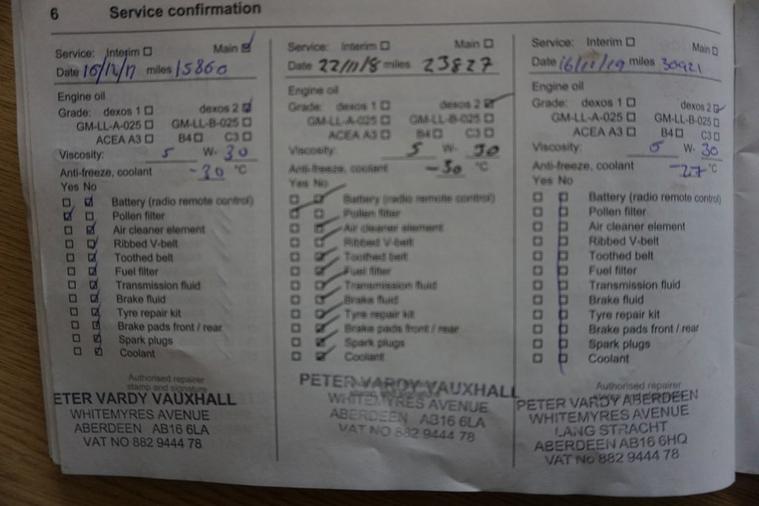 6 Service confirmation
Service: Interim ☐ Main ☑
Date 10/12/17 miles 15860
Engine oil
Grade: dexos 1 ☐ dexos 2 ☑
GM-LL-A-025 ☐ GM-LL-B-025 ☐
ACEA A3 ☐ B4 ☐ C3 ☐
Viscosity: 5 W- 30
Anti-freeze, coolant -30 °C
Yes No
Battery (radio remote control)
Pollen filter
Air cleaner element
Ribbed V-belt
Toothed belt
Fuel filter
Transmission fluid
Brake fluid
Tyre repair kit
Brake pads front / rear
Spark plugs
Coolant
Authorised repairer
stamp and signature
ETER VARDY VAUXHALL
WHITEMYRES AVENUE
ABERDEEN AB16 6LA
VAT NO 882 9444 78
Service: Interim ☐ Main ☐
Date 22/11/18 miles 23827
Engine oil
Grade: dexos 1 ☐ dexos 2 ☑
GM-LL-A-025 ☐ GM-LL-B-025 ☐
ACEA A3 ☐ B4 ☐ C3 ☐
Viscosity: 5 W- 30
Anti-freeze, coolant -30 °C
Yes No
Battery (radio remote control)
Pollen filter
Air cleaner element
Ribbed V-belt
Toothed belt
Fuel filter
Transmission fluid
Brake fluid
Tyre repair kit
Brake pads front / rear
Spark plugs
Coolant
PETER VARDY VAUXHALL
WHITEMYRES AVENUE
ABERDEEN AB16 6LA
VAT NO 882 9444 78
Service: Interim ☐ Main ☐
Date 16/11/19 miles 30921
Engine oil
Grade: dexos 1 ☐ dexos 2 ☑
GM-LL-A-025 ☐ GM-LL-B-025 ☐
ACEA A3 ☐ B4 ☐ C3 ☐
Viscosity: 5 W- 30
Anti-freeze, coolant -27 °C
Yes No
Battery (radio remote control)
Pollen filter
Air cleaner element
Ribbed V-belt
Toothed belt
Fuel filter
Transmission fluid
Brake fluid
Tyre repair kit
Brake pads front / rear
Spark plugs
Coolant
Authorised repairer
PETER VARDY ABERDEEN
WHITEMYRES AVENUE
LANG STRACHT
ABERDEEN AB16 6HQ
VAT No 882 9444 78